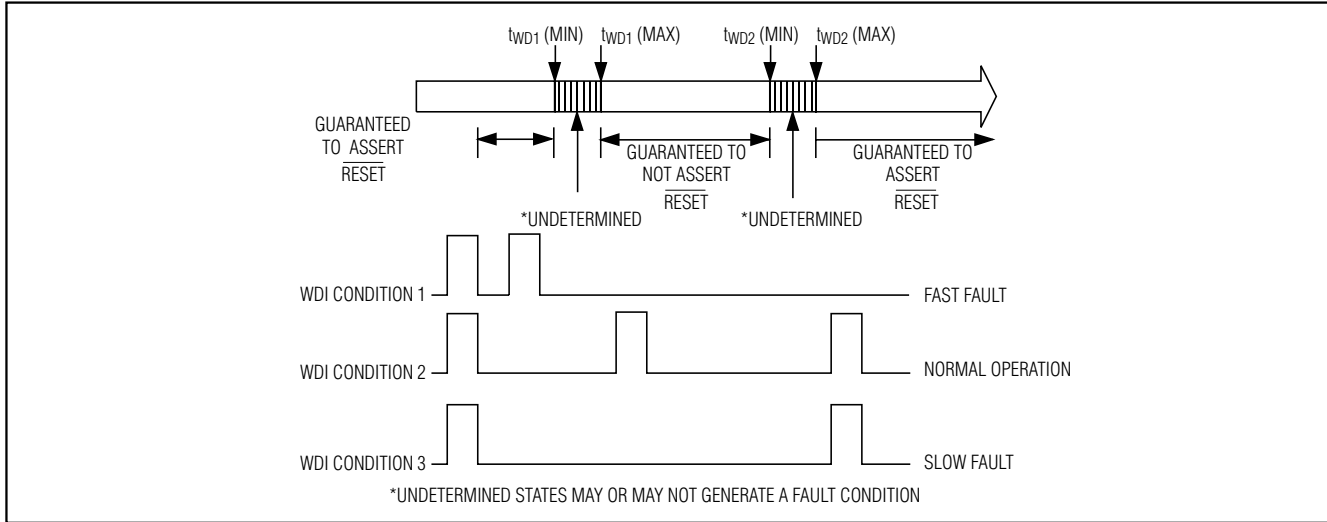 tWD1 (MIN) tWD1 (MAX) tWD2 (MIN) tWD2 (MAX)
GUARANTEED
TO ASSERT
RESET
GUARANTEED TO
NOT ASSERT
RESET
GUARANTEED TO
ASSERT
RESET
*UNDETERMINED *UNDETERMINED
WDI CONDITION 1 FAST FAULT
WDI CONDITION 2 NORMAL OPERATION
WDI CONDITION 3 SLOW FAULT
*UNDETERMINED STATES MAY OR MAY NOT GENERATE A FAULT CONDITION